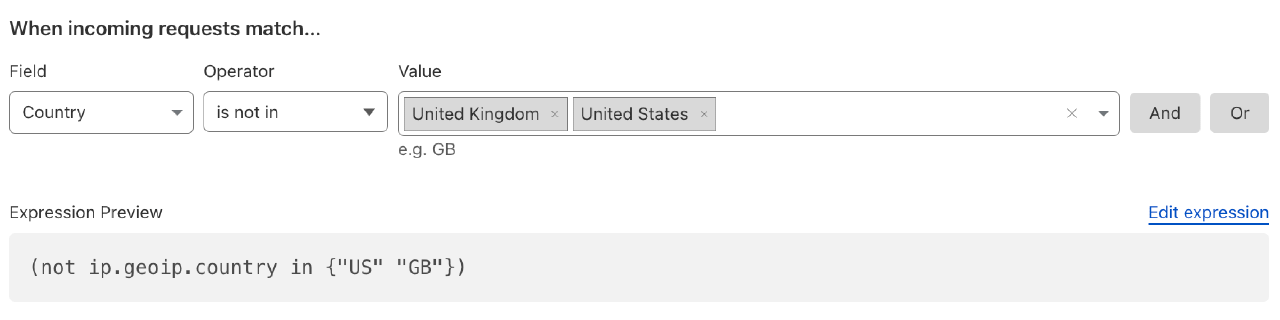 When incoming requests match...
Field Operator Value
Country is not in United Kingdom × United States × And Or
e.g. GB
Expression Preview Edit expression
(not ip.geoip.country in {"US" "GB"})